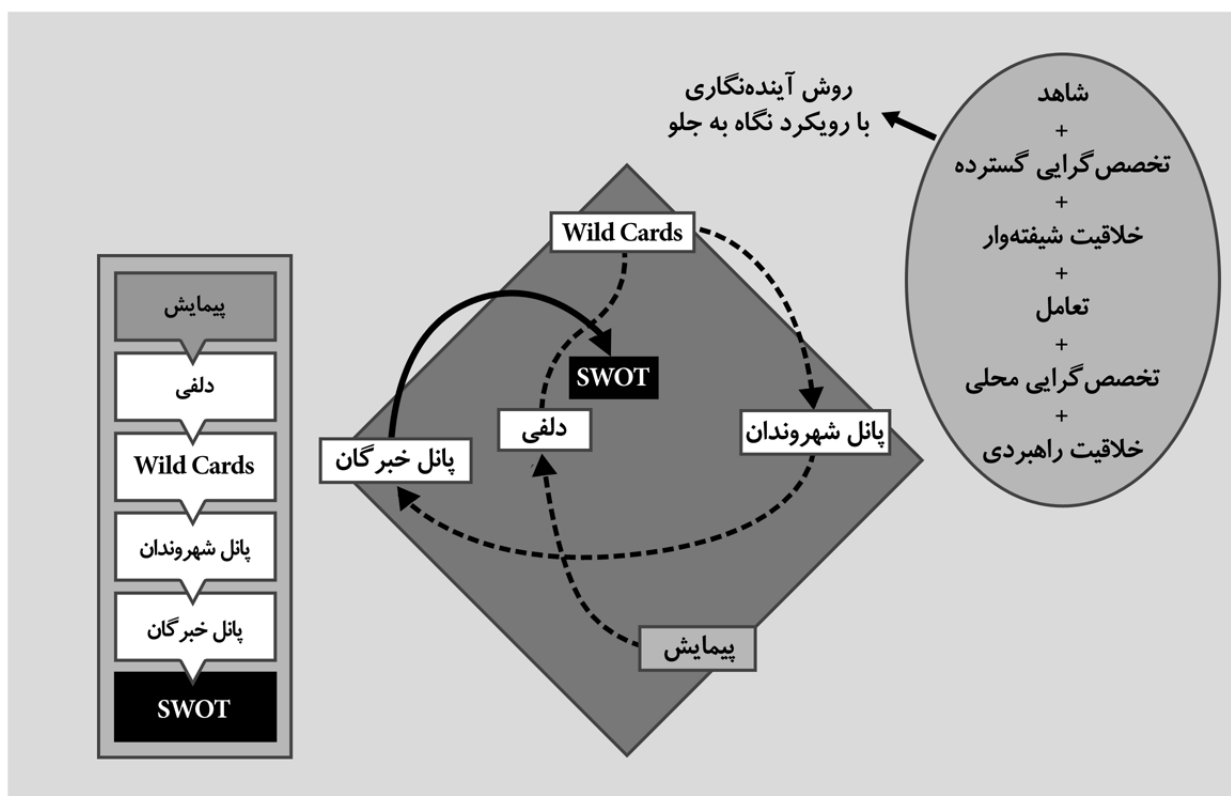 روش آینده‌نگاری
با رویکرد نگاه به جلو
شاهد
+
تخصص‌گرایی گسترده
+
خلاقیت شیفته‌وار
+
تعامل
+
تخصص‌گرایی محلی
+
خلاقیت راهبردی
Wild Cards
SWOT
دلفی
پانل شهروندان
پانل خبرگان
پیمایش
پیمایش
دلفی
Wild Cards
پانل شهروندان
پانل خبرگان
SWOT